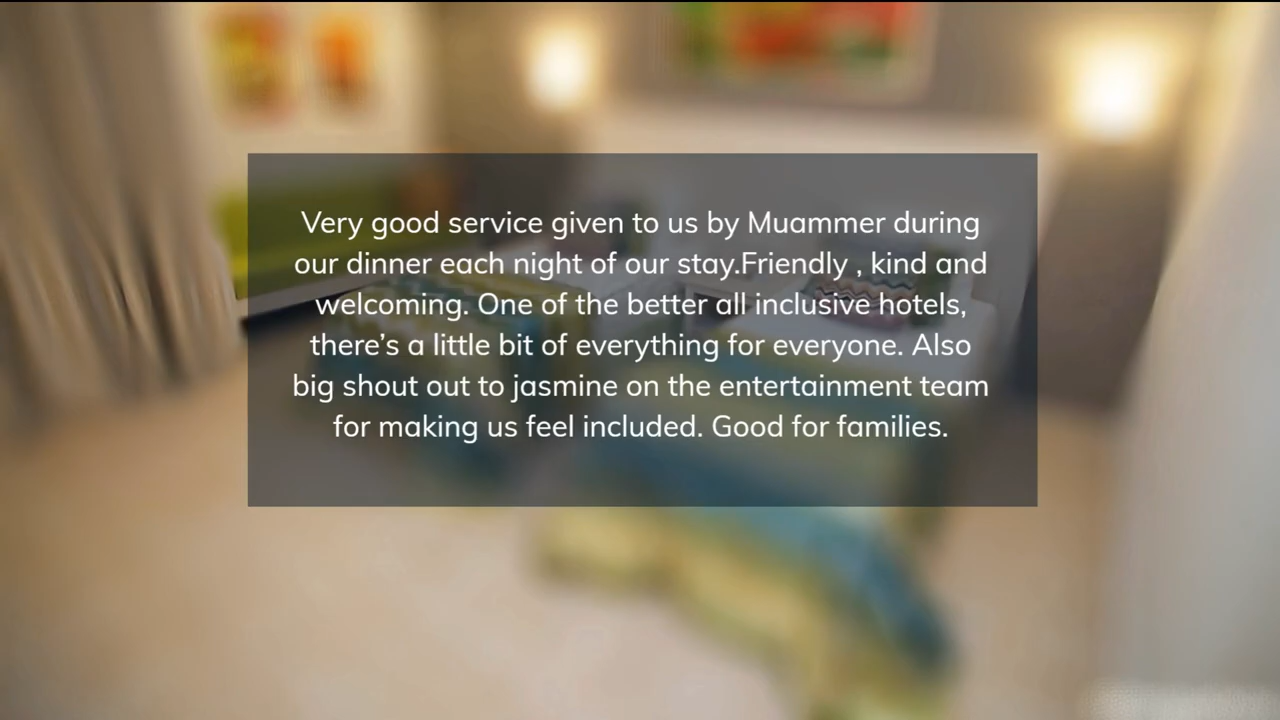 Very good service given to us by Muammer during
our dinner each night of our stay.Friendly , kind and
welcoming. One of the better all inclusive hotels,
there’s a little bit of everything for everyone. Also
big shout out to jasmine on the entertainment team
for making us feel included. Good for families.